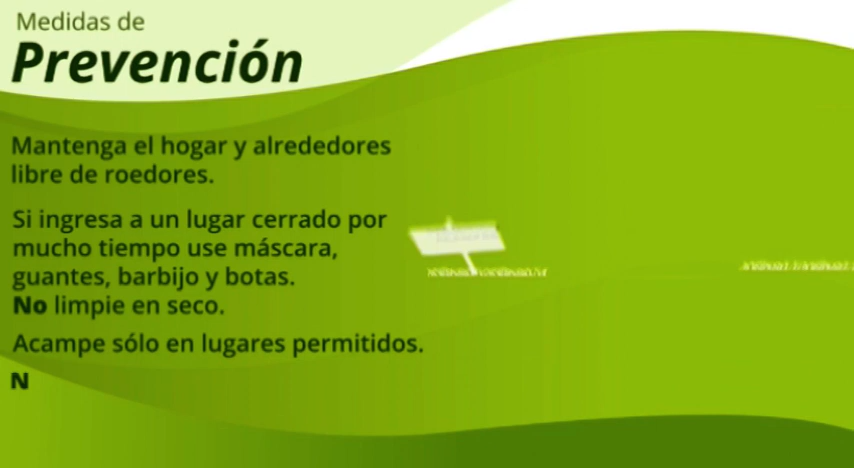 Medidas de
Prevención
Mantenga el hogar y alrededores
libre de roedores.
Si ingresa a un lugar cerrado por
mucho tiempo use máscara,
guantes, barbijo y botas.
No limpie en seco.
Acampe sólo en lugares permitidos.
N